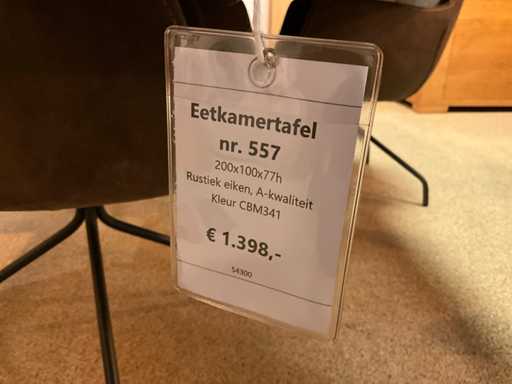 Eetkamertafel
nr. 557
200x100x77h
Rustiek eiken, A-kwaliteit
Kleur CBM341
€ 1.398,-
54300